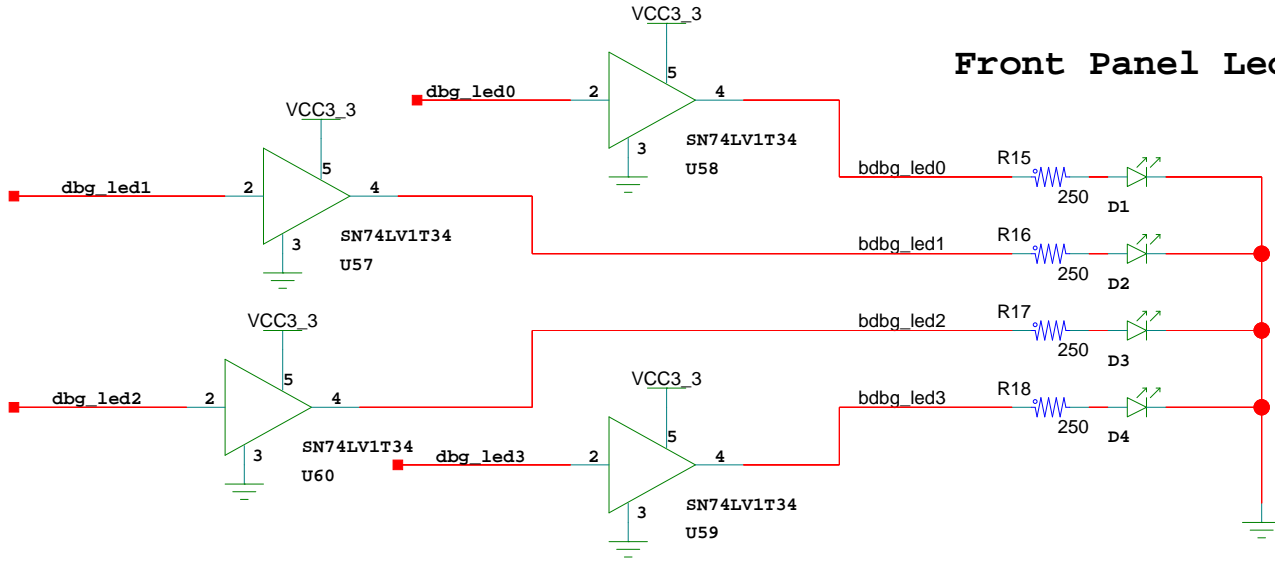 VCC3_3
Front Panel Led
dbg_led0
2
5
4
3
SN74LV1T34
U58
VCC3_3
dbg_led1
2
5
4
3
SN74LV1T34
U57
bdbg_led0
R15
250
D1
bdbg_led1
R16
250
D2
VCC3_3
dbg_led2
2
5
4
3
SN74LV1T34
U60
bdbg_led2
R17
250
D3
VCC3_3
dbg_led3
2
5
4
3
SN74LV1T34
U59
bdbg_led3
R18
250
D4